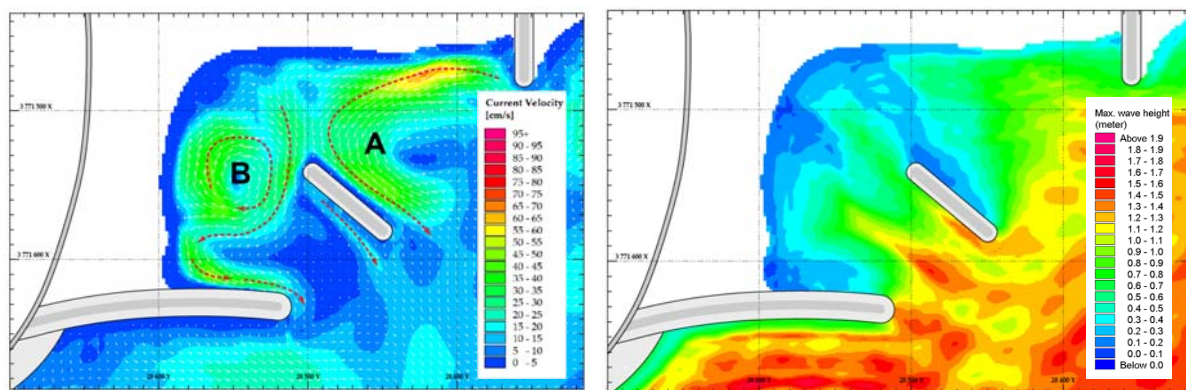 3 771 500 X
3 771 600 X
A
B
Current Velocity
[cm/s]
95+
90 - 95
85 - 90
80 - 85
75 - 80
70 - 75
65 - 70
60 - 65
55 - 60
50 - 55
45 - 50
40 - 45
35 - 40
30 - 35
25 - 30
20 - 25
15 - 20
10 - 15
5 - 10
0 - 5
3 771 500 X
3 771 600 X
Max. wave height
(meter)
Above 1.9
1.8 - 1.9
1.7 - 1.8
1.6 - 1.7
1.5 - 1.6
1.4 - 1.5
1.3 - 1.4
1.2 - 1.3
1.1 - 1.2
1.0 - 1.1
0.9 - 1.0
0.8 - 0.9
0.7 - 0.8
0.6 - 0.7
0.5 - 0.6
0.4 - 0.5
0.3 - 0.4
0.2 - 0.3
0.1 - 0.2
0.0 - 0.1
Below 0.0